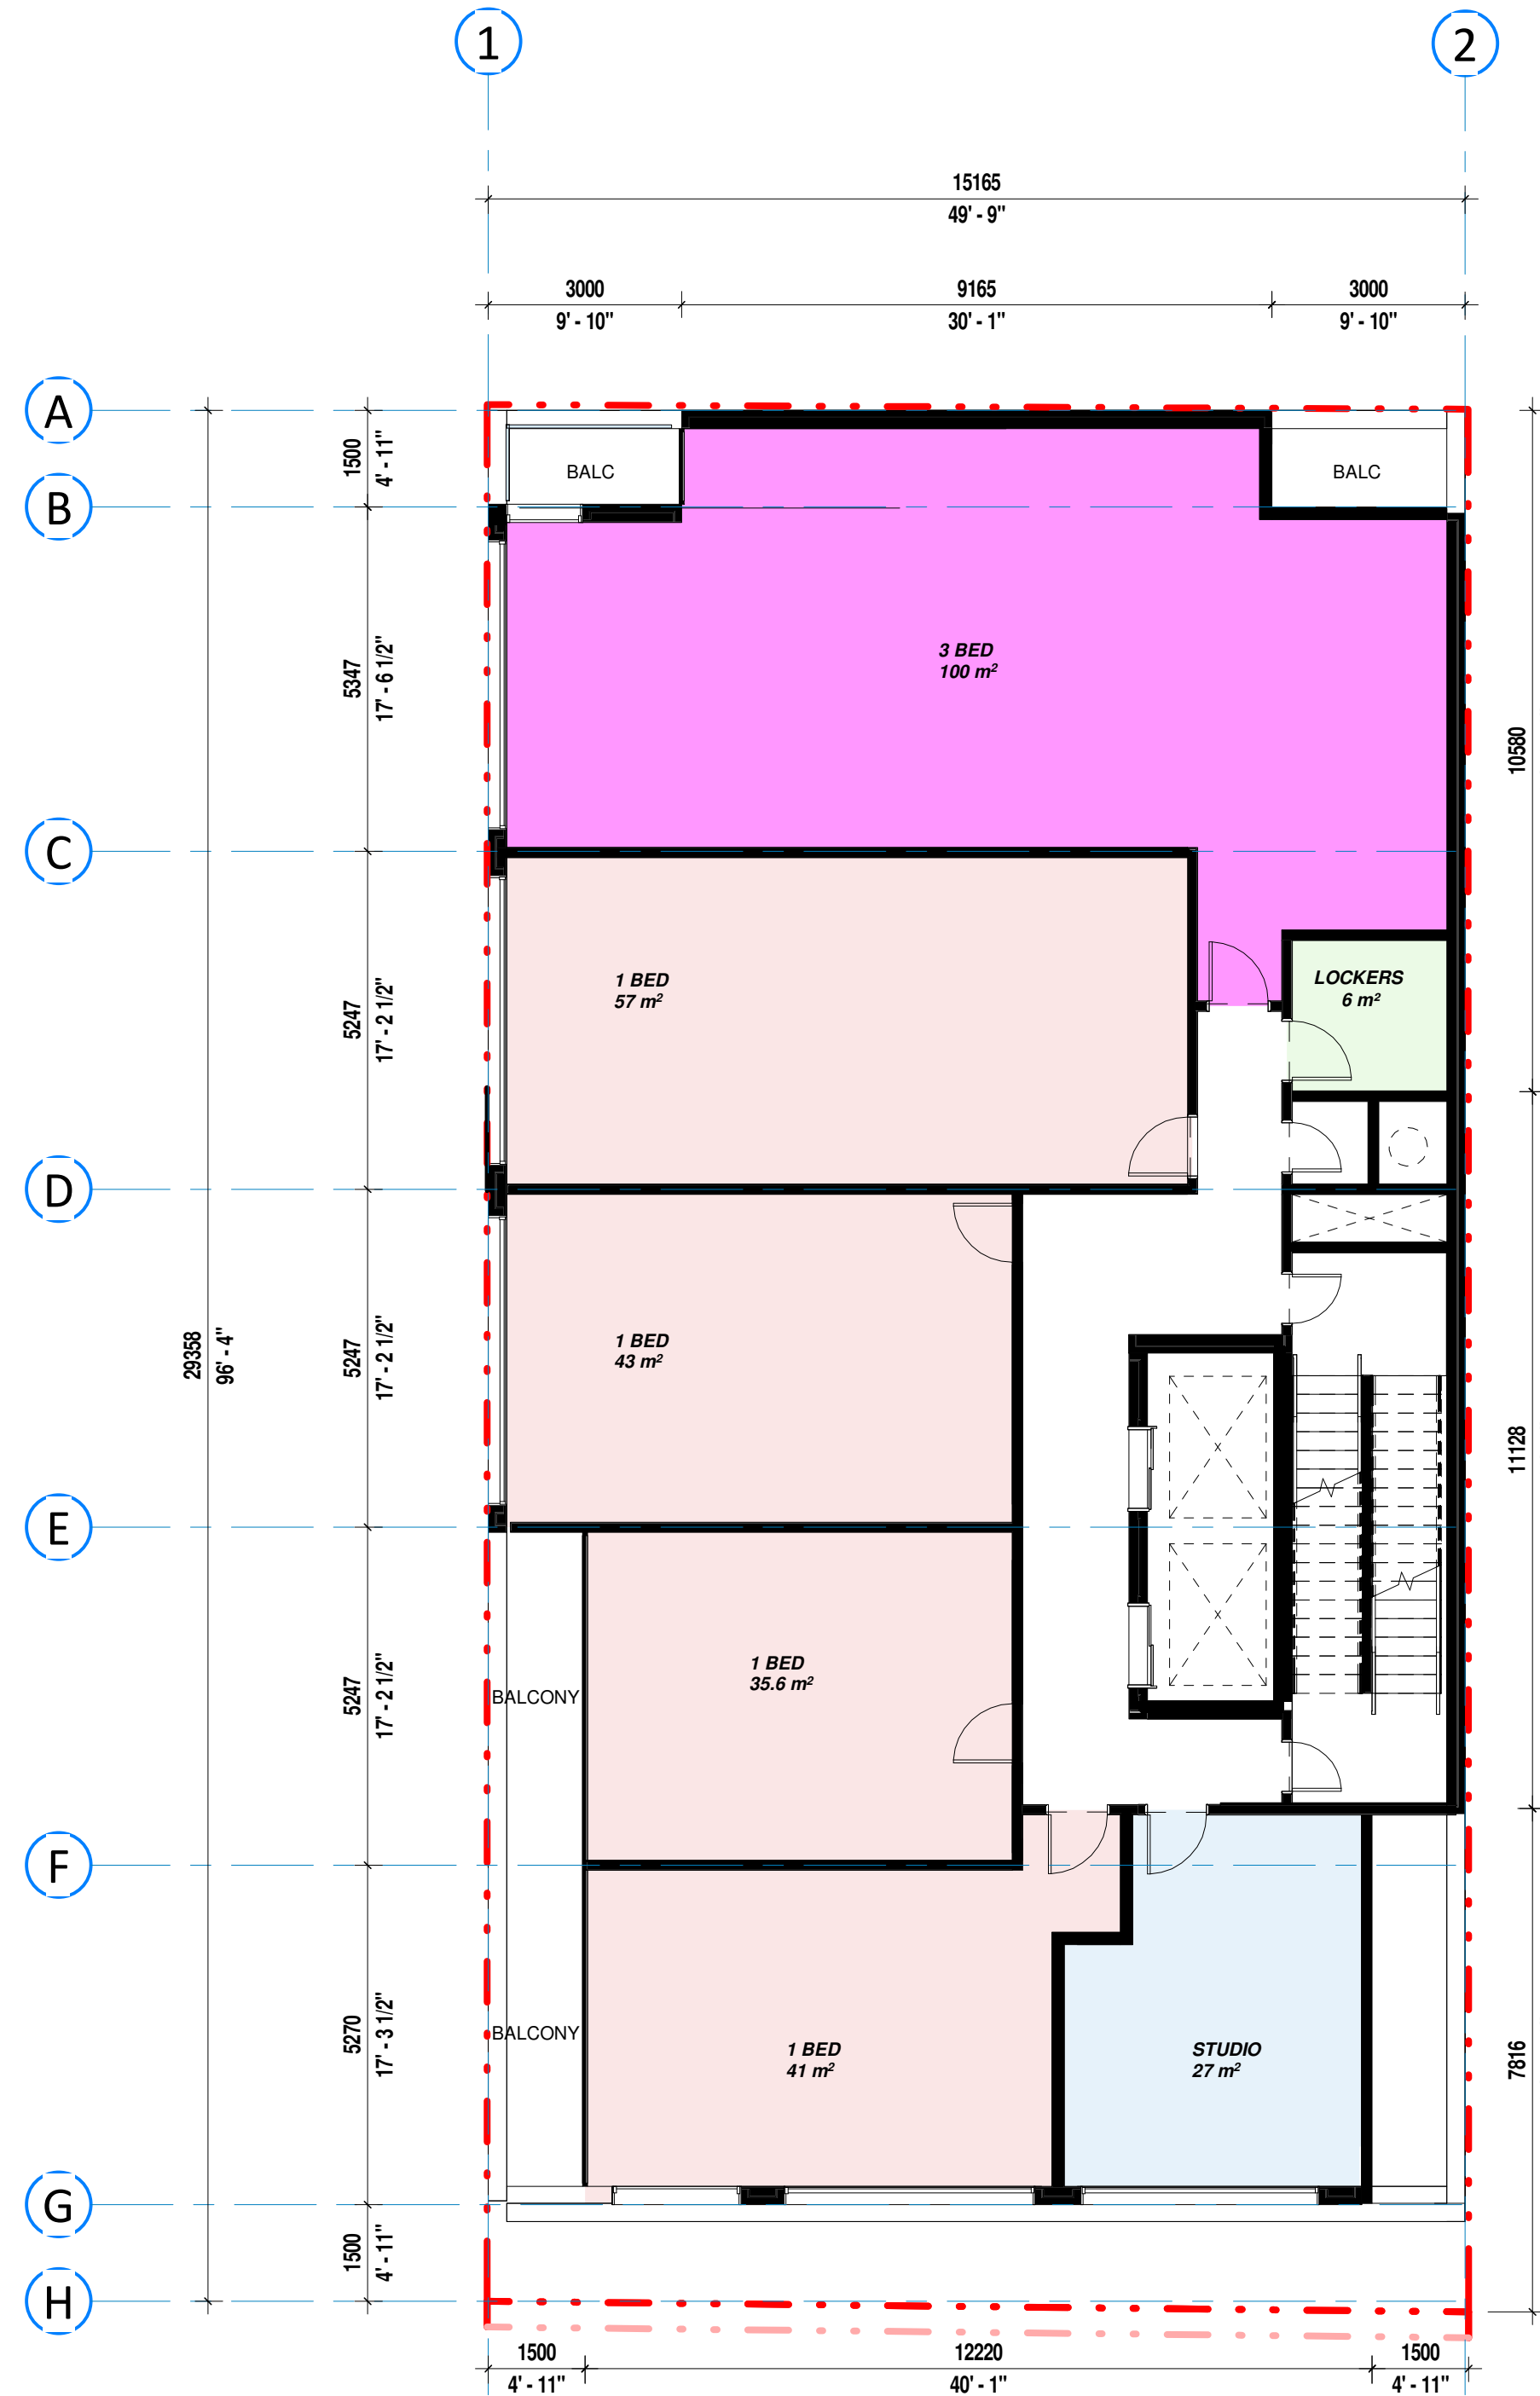 1
2
15165
49' - 9"
3000
9165
3000
9' - 10"
30' - 1"
9' - 10"
A
1500
4' - 11"
BALC
BALC
B
5347
17' - 6 1/2"
3 BED
100 m²
10580
C
5247
17' - 2 1/2"
1 BED
57 m²
LOCKERS
6 m²
D
29358
96' - 4"
5247
17' - 2 1/2"
1 BED
43 m²
11128
E
5247
17' - 2 1/2"
1 BED
35.6 m²
BALCONY
F
5270
17' - 3 1/2"
BALCONY
1 BED
41 m²
STUDIO
27 m²
7816
G
1500
4' - 11"
H
1500
12220
1500
4' - 11"
40' - 1"
4' - 11"